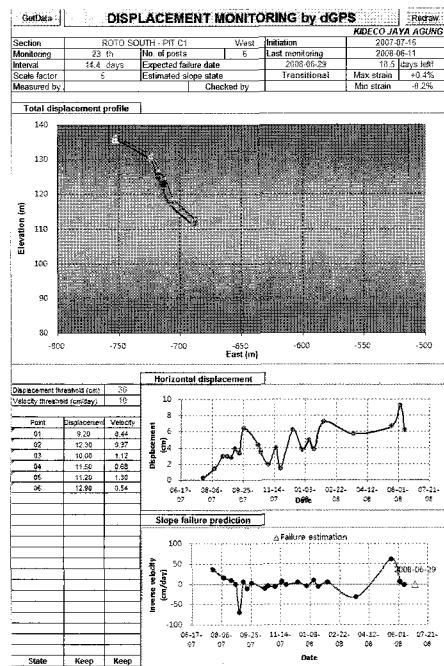 GetData DISPLACEMENT MONITORING by dGPS Redraw
KIDECO JAYA AGUNG
Section ROTO SOUTH - PIT C1 West Initiation 2007-07-16
Monitoring 23 th No. of posts 6 Last monitoring 2008-06-11
Interval 14.4 days Expected failure date 2008-06-29 18.5 days left
Scale factor 5 Estimated slope state Transitional Max strain +0.4%
Measured by Checked by Min strain -8.2%
Total displacement profile
140
130
120
110
100
90
80
Elevation (m)
-800 -750 -700 -650 -600 -550 -500
East (m)
Displacement threshold (cm) 30
Velocity threshold (cm/day) 10
Point Displacement Velocity
01 9.20 0.44
02 12.30 0.37
03 10.00 1.12
04 11.50 0.68
05 11.20 1.30
06 12.90 0.54
State Keep Keep
Horizontal displacement
10
8
6
4
2
0
Displacement (cm)
06-17-07 08-06-07 09-25-07 11-14-07 01-03-08 02-22-08 04-12-08 06-01-08 07-21-08
Date
Slope failure prediction
△ Failure estimation
2008-06-29
100
50
0
-50
-100
Inverse velocity (cm/day)
06-17-07 08-06-07 09-25-07 11-14-07 01-03-08 02-22-08 04-12-08 06-01-08 07-21-08
Date